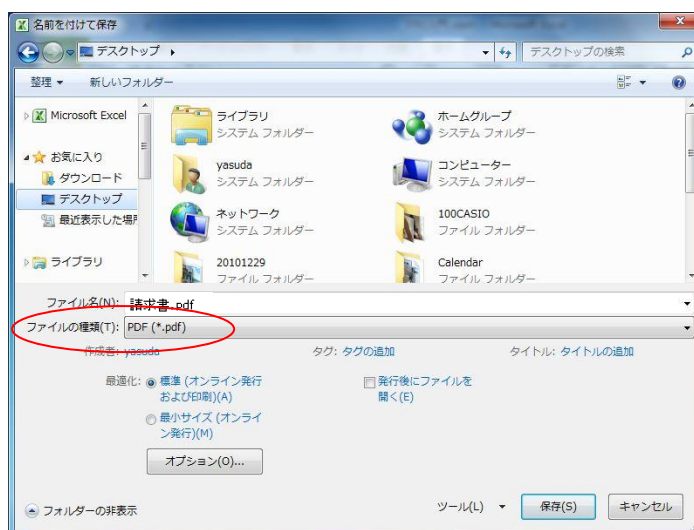 名前を付けて保存
デスクトップ
デスクトップの検索
整理
新しいフォルダー
Microsoft Excel
お気に入り
ダウンロード
デスクトップ
最近表示した場所
ライブラリ
ライブラリ
システム フォルダー
ホームグループ
システム フォルダー
yasuda
システム フォルダー
コンピューター
システム フォルダー
ネットワーク
システム フォルダー
100CASIO
ファイル フォルダー
20101229
ファイル フォルダー
Calendar
ファイル フォルダー
ファイル名(N): 請求書.pdf
ファイルの種類(T): PDF (*.pdf)
作成者: yasuda
タグ: タグの追加
タイトル: タイトルの追加
最適化: 標準 (オンライン発行
および印刷)(A)
最小サイズ (オンライ
ン発行)(M)
発行後にファイルを
開く(E)
オプション(O)...
フォルダーの非表示
ツール(L)
保存(S)
キャンセル